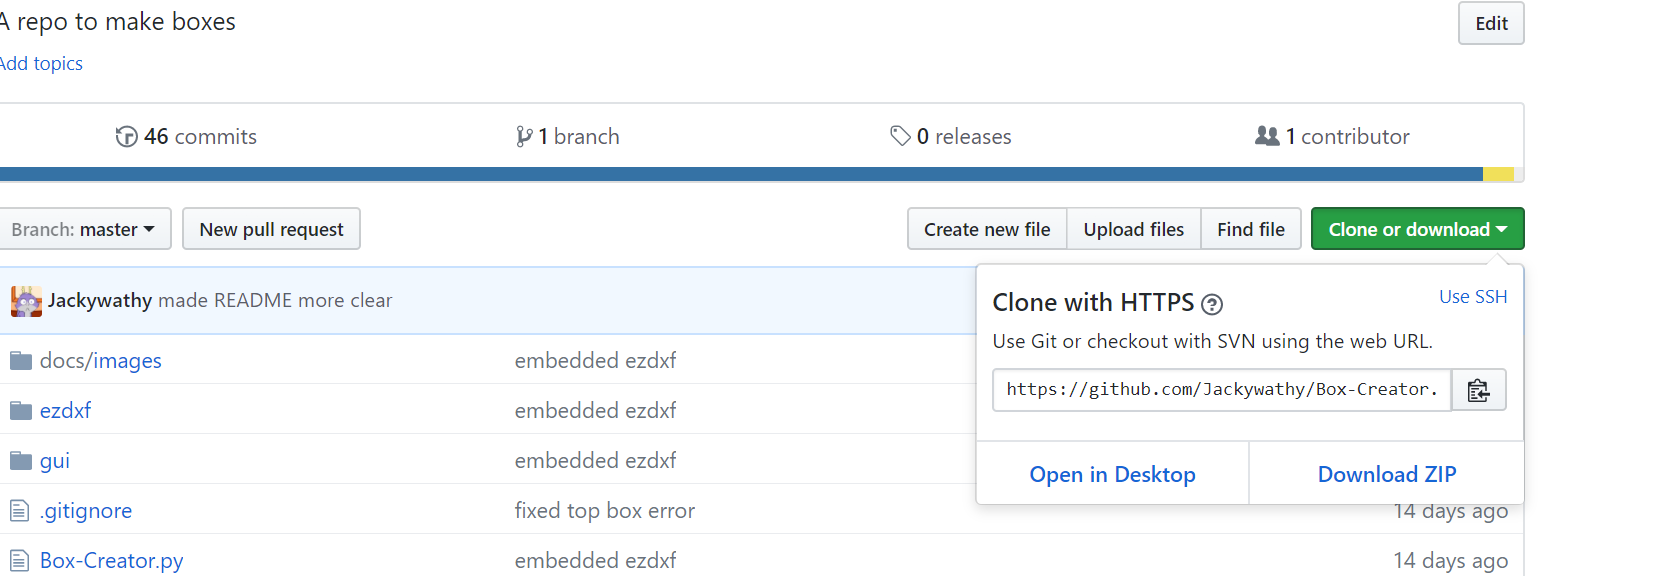 A repo to make boxes
Edit
Add topics
46 commits
1 branch
0 releases
1 contributor
Branch: master
New pull request
Create new file
Upload files
Find file
Clone or download
Jackywathy made README more clear
Clone with HTTPS ?
Use SSH
Use Git or checkout with SVN using the web URL.
https://github.com/Jackywathy/Box-Creator.
Open in Desktop
Download ZIP
docs/images
embedded ezdxf
ezdxf
embedded ezdxf
gui
embedded ezdxf
.gitignore
fixed top box error
14 days ago
Box-Creator.py
embedded ezdxf
14 days ago